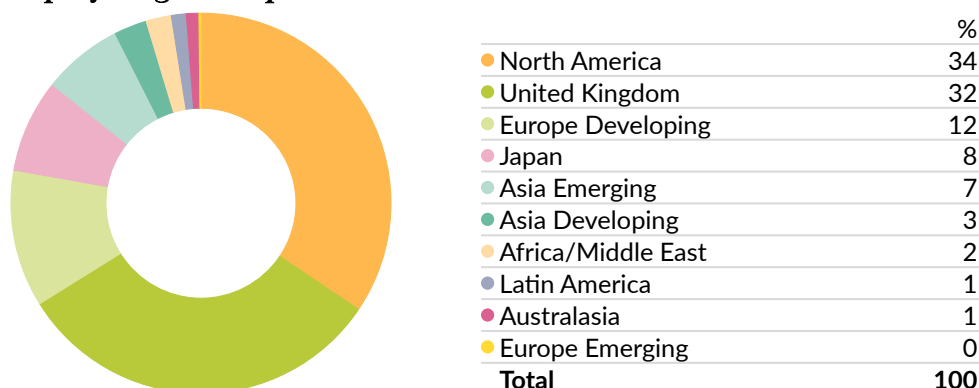 %
North America 34
United Kingdom 32
Europe Developing 12
Japan 8
Asia Emerging 7
Asia Developing 3
Africa/Middle East 2
Latin America 1
Australasia 1
Europe Emerging 0
Total 100